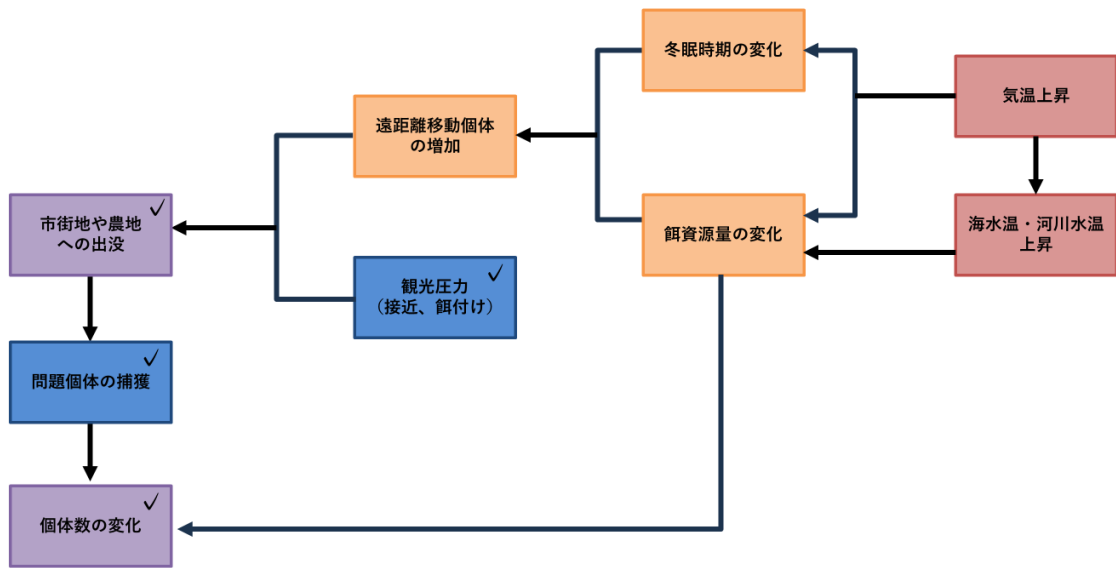 冬眠時期の変化
気温上昇
遠距離移動個体
の増加
市街地や農地
への出没
✓
餌資源量の変化
海水温・河川水温
上昇
観光圧力
（接近、餌付け）
✓
問題個体の捕獲
✓
個体数の変化
✓